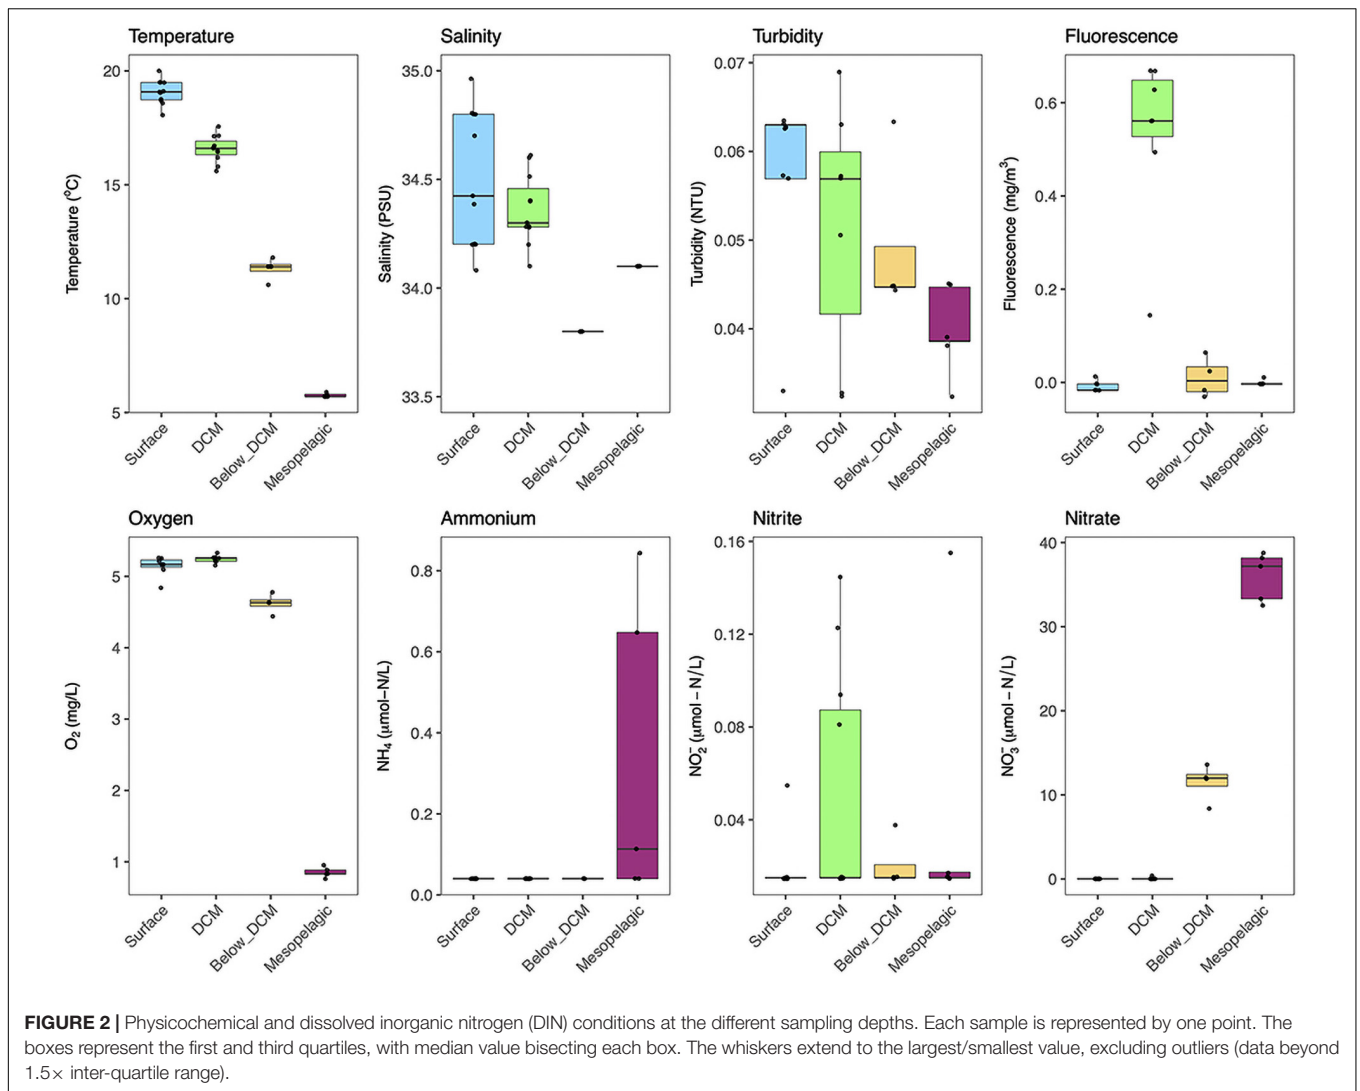 Temperature
Salinity
Turbidity
Fluorescence
Temperature (°C)
20
15
10
5
Surface
DCM
Below_DCM
Mesopelagic
Salinity (PSU)
35.0
34.5
34.0
33.5
Surface
DCM
Below_DCM
Mesopelagic
Turbidity (NTU)
0.07
0.06
0.05
0.04
Surface
DCM
Below_DCM
Mesopelagic
Fluorescence (mg/m³)
0.6
0.4
0.2
0.0
Surface
DCM
Below_DCM
Mesopelagic
Oxygen
Ammonium
Nitrite
Nitrate
O₂ (mg/L)
5
4
3
2
1
Surface
DCM
Below_DCM
Mesopelagic
NH₄ (μmol–N/L)
0.8
0.6
0.4
0.2
0.0
Surface
DCM
Below_DCM
Mesopelagic
NO₂⁻ (μmol – N/L)
0.16
0.12
0.08
0.04
Surface
DCM
Below_DCM
Mesopelagic
NO₃⁻ (μmol – N/L)
40
30
20
10
0
Surface
DCM
Below_DCM
Mesopelagic
FIGURE 2 | Physicochemical and dissolved inorganic nitrogen (DIN) conditions at the different sampling depths. Each sample is represented by one point. The
boxes represent the first and third quartiles, with median value bisecting each box. The whiskers extend to the largest/smallest value, excluding outliers (data beyond
1.5× inter-quartile range).